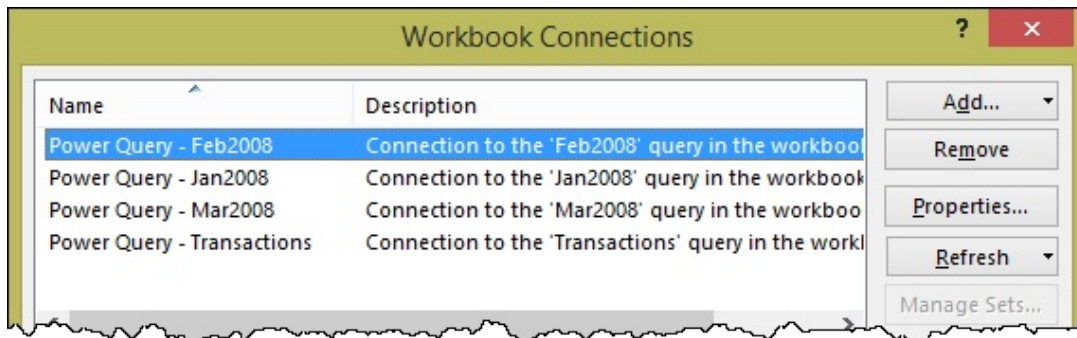 Workbook Connections ?
Name Description Add...
Power Query - Feb2008 Connection to the 'Feb2008' query in the workbook Remove
Power Query - Jan2008 Connection to the 'Jan2008' query in the workbook
Power Query - Mar2008 Connection to the 'Mar2008' query in the workboo Properties...
Power Query - Transactions Connection to the 'Transactions' query in the work
Refresh
Manage Sets...